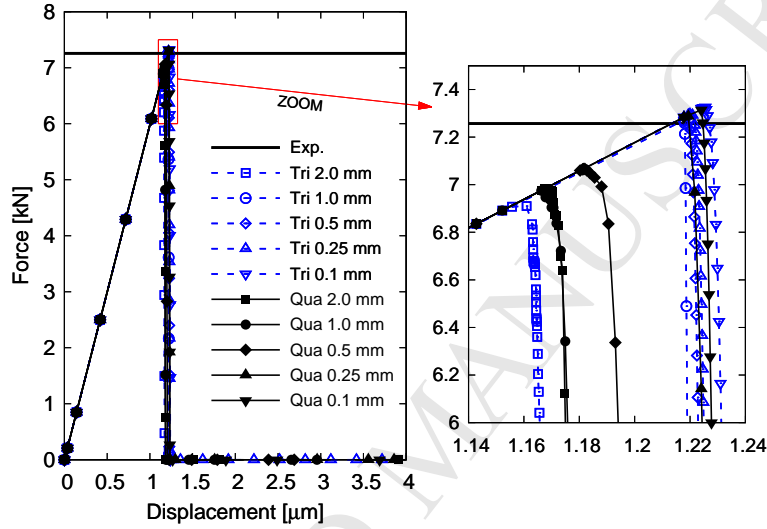 8
7
6
5
4
3
2
1
0
Force [kN]
0 0.5 1 1.5 2 2.5 3 3.5 4
Displacement [μm]
ZOOM
Exp.
Tri 2.0 mm
Tri 1.0 mm
Tri 0.5 mm
Tri 0.25 mm
Tri 0.1 mm
Qua 2.0 mm
Qua 1.0 mm
Qua 0.5 mm
Qua 0.25 mm
Qua 0.1 mm
7.4
7.2
7
6.8
6.6
6.4
6.2
6
1.14 1.16 1.18 1.2 1.22 1.24
D MANUSCR